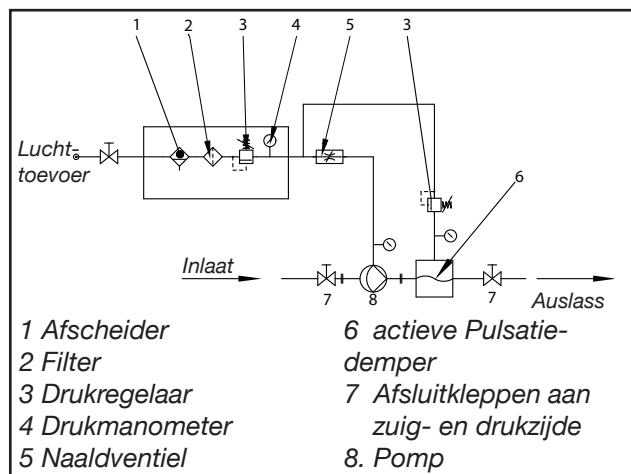 1 2 3 4 5 3
Lucht-
toevoer
6
Inlaat
7 8 7
Auslass
1 Afscheider
2 Filter
3 Drukregelaar
4 Drukmanometer
5 Naaldventiel
6 actieve Pulsatie-
demper
7 Afsluitkleppen aan
zuig- en drukzijde
8. Pomp